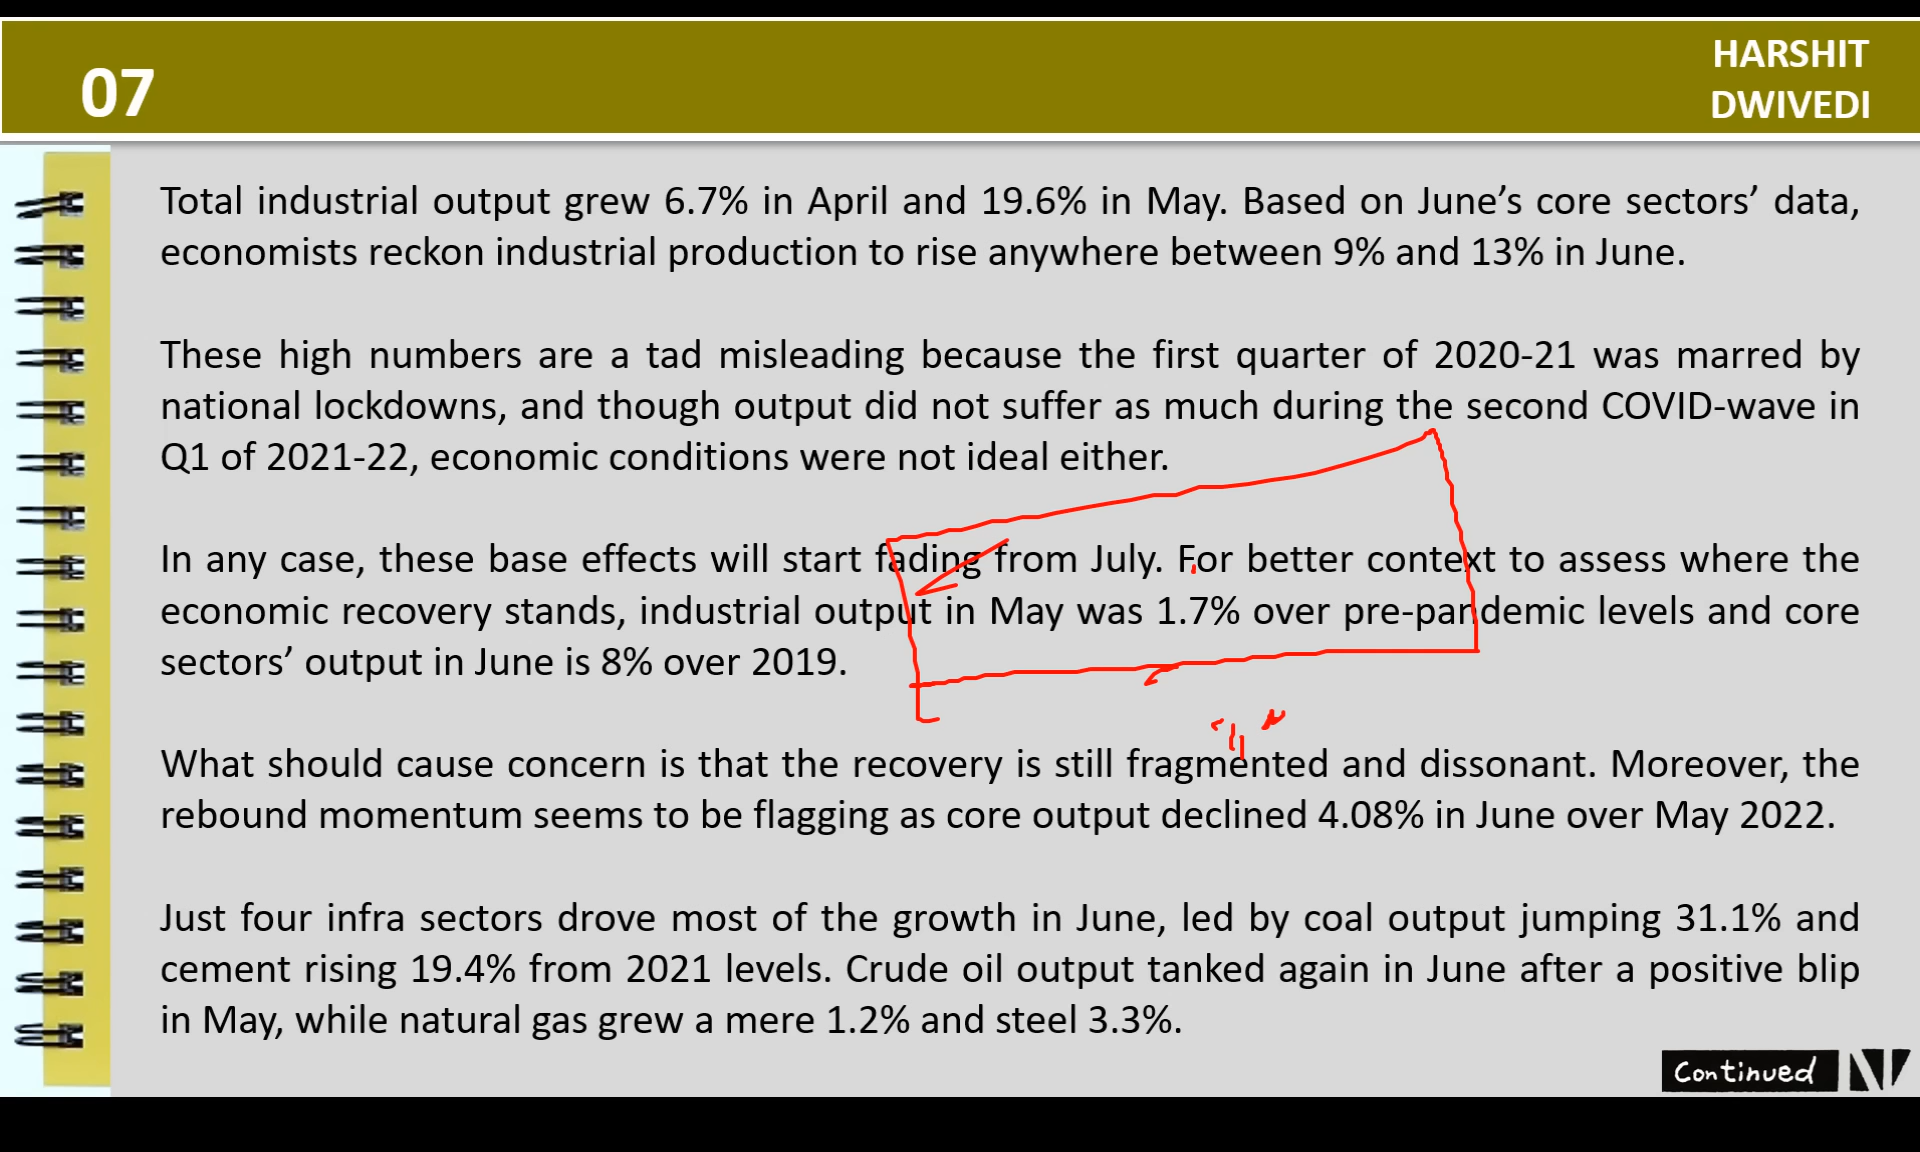 07
HARSHIT
DWIVEDI
Total industrial output grew 6.7% in April and 19.6% in May. Based on June’s core sectors’ data,
economists reckon industrial production to rise anywhere between 9% and 13% in June.
These high numbers are a tad misleading because the first quarter of 2020-21 was marred by
national lockdowns, and though output did not suffer as much during the second COVID-wave in
Q1 of 2021-22, economic conditions were not ideal either.
In any case, these base effects will start fading from July. For better context to assess where the
economic recovery stands, industrial output in May was 1.7% over pre-pandemic levels and core
sectors’ output in June is 8% over 2019.
What should cause concern is that the recovery is still fragmented and dissonant. Moreover, the
rebound momentum seems to be flagging as core output declined 4.08% in June over May 2022.
Just four infra sectors drove most of the growth in June, led by coal output jumping 31.1% and
cement rising 19.4% from 2021 levels. Crude oil output tanked again in June after a positive blip
in May, while natural gas grew a mere 1.2% and steel 3.3%.
Continued